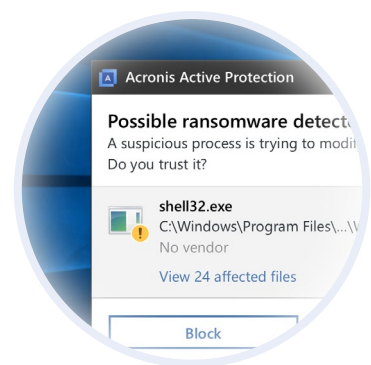 A Acronis Active Protection
Possible ransomware detect
A suspicious process is trying to modif
Do you trust it?
shell32.exe
C:\Windows\Program Files\...\
No vendor
View 24 affected files
Block